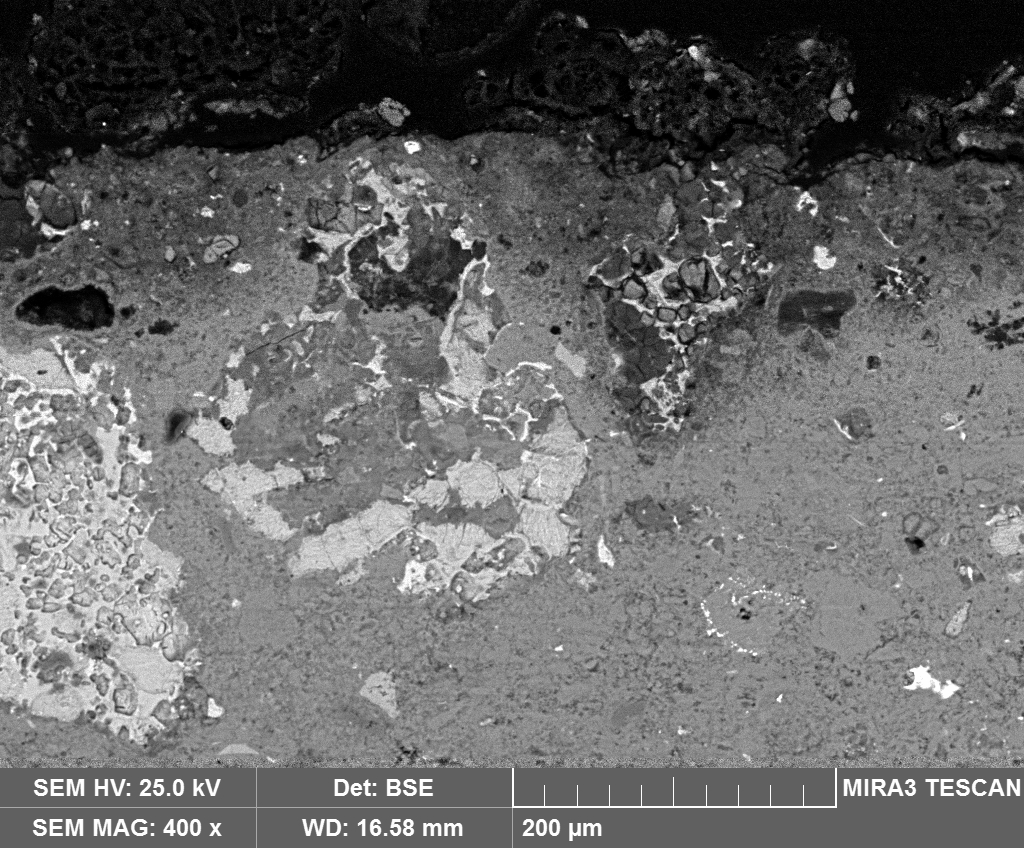 SEM HV: 25.0 kV
Det: BSE
MIRA3 TESCAN
SEM MAG: 400 x
WD: 16.58 mm
200 µm